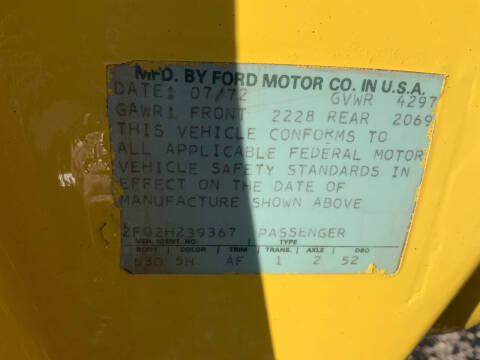 MFD. BY FORD MOTOR CO. IN U.S.A.
DATE: 07/72 GVWR 4297
GAWR: FRONT 2228 REAR 2069
THIS VEHICLE CONFORMS TO
ALL APPLICABLE FEDERAL MOTOR
VEHICLE SAFETY STANDARDS IN
EFFECT ON THE DATE OF
MANUFACTURE SHOWN ABOVE
2F02H239367 PASSENGER
VEH. IDENT. NO. TYPE
BODY COLOR TRIM TRANS. AXLE DSO
63D 5H AF 1 2 52